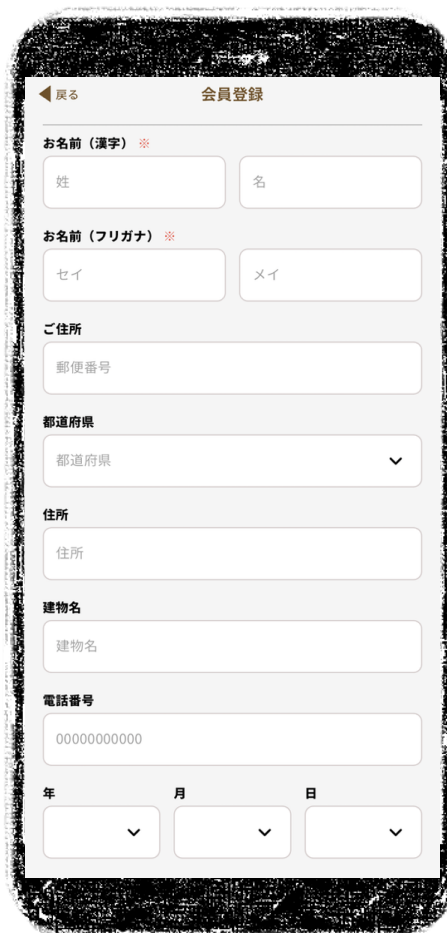 ◀戻る 会員登録
お名前（漢字） ※
姓 名
お名前（フリガナ） ※
セイ メイ
ご住所
郵便番号
都道府県
都道府県
住所
住所
建物名
建物名
電話番号
00000000000
年 月 日